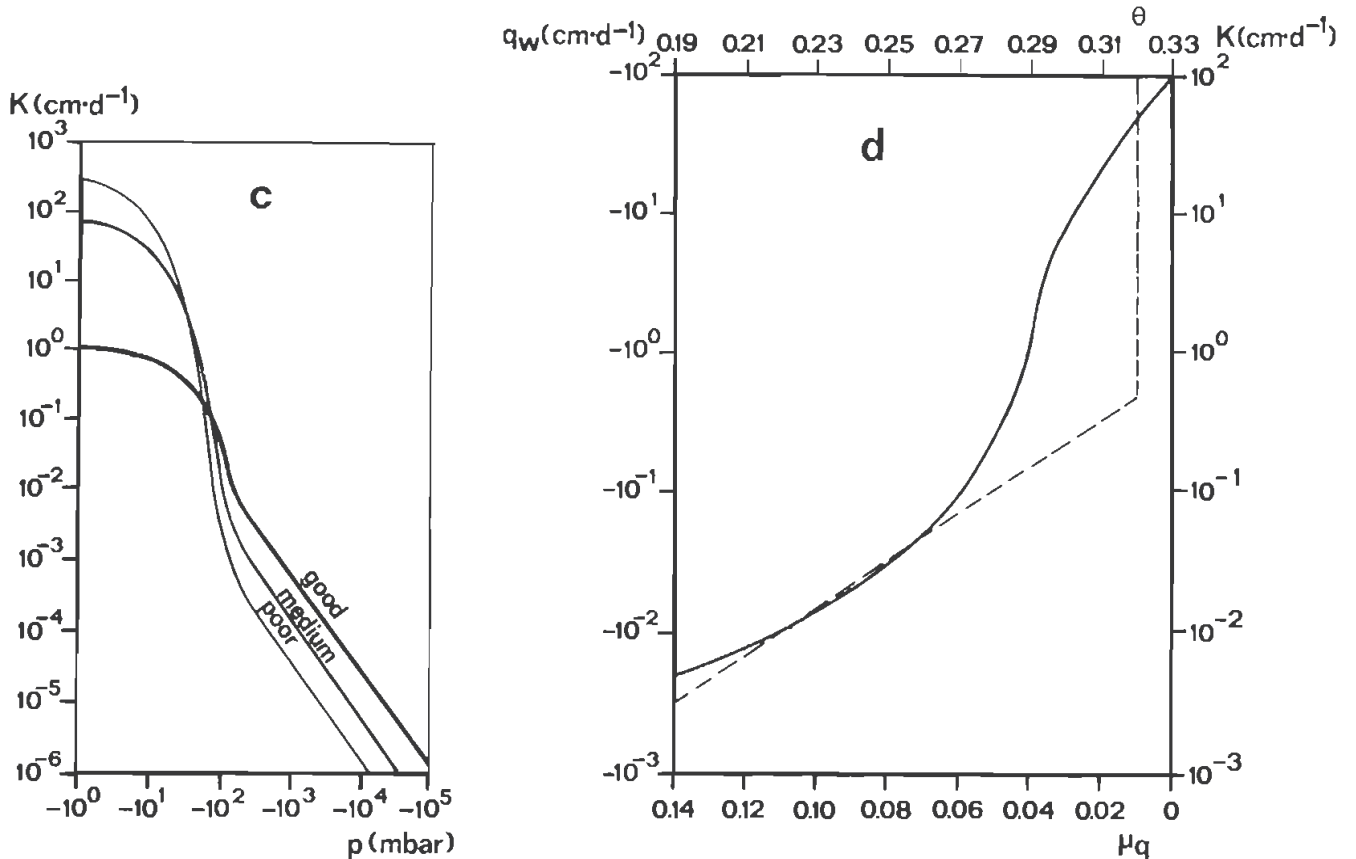 K (cm·d⁻¹)
10³
10²
10¹
10⁰
10⁻¹
10⁻²
10⁻³
10⁻⁴
10⁻⁵
10⁻⁶
c
good
medium
poor
-10⁰ -10¹ -10² -10³ -10⁴ -10⁵
p (mbar)
θ
qw (cm·d⁻¹) 0.19 0.21 0.23 0.25 0.27 0.29 0.31 0.33 K (cm·d⁻¹)
-10² 10²
d
-10¹ 10¹
-10⁰ 10⁰
-10⁻¹ 10⁻¹
-10⁻² 10⁻²
-10⁻³ 10⁻³
0.14 0.12 0.10 0.08 0.06 0.04 0.02 0
μq